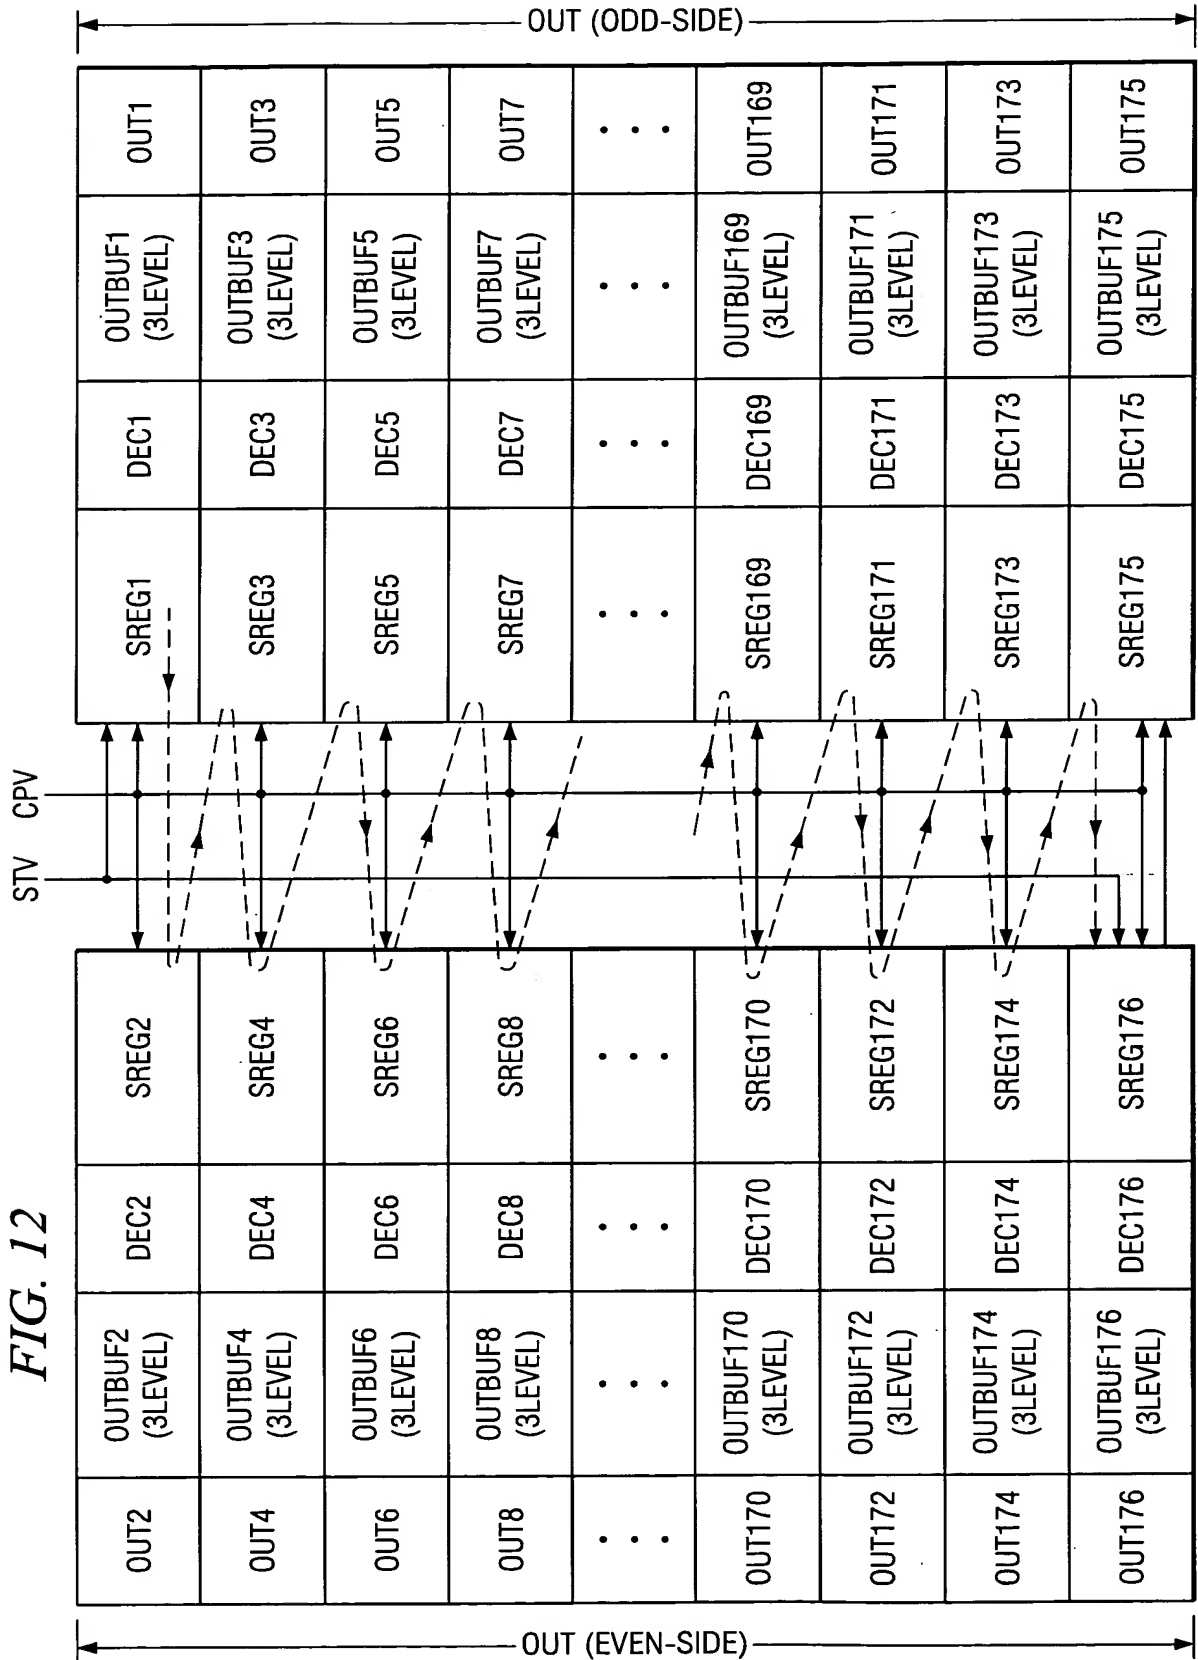 OUT (ODD-SIDE)
OUT1
OUT3
OUT5
OUT7
. . .
OUT169
OUT171
OUT173
OUT175
OUTBUF1
(3LEVEL)
OUTBUF3
(3LEVEL)
OUTBUF5
(3LEVEL)
OUTBUF7
(3LEVEL)
. . .
OUTBUF169
(3LEVEL)
OUTBUF171
(3LEVEL)
OUTBUF173
(3LEVEL)
OUTBUF175
(3LEVEL)
DEC1
DEC3
DEC5
DEC7
. . .
DEC169
DEC171
DEC173
DEC175
SREG1
SREG3
SREG5
SREG7
. . .
SREG169
SREG171
SREG173
SREG175
CPV
STV
SREG2
SREG4
SREG6
SREG8
. . .
SREG170
SREG172
SREG174
SREG176
DEC2
DEC4
DEC6
DEC8
. . .
DEC170
DEC172
DEC174
DEC176
FIG. 12
OUTBUF2
(3LEVEL)
OUTBUF4
(3LEVEL)
OUTBUF6
(3LEVEL)
OUTBUF8
(3LEVEL)
. . .
OUTBUF170
(3LEVEL)
OUTBUF172
(3LEVEL)
OUTBUF174
(3LEVEL)
OUTBUF176
(3LEVEL)
OUT2
OUT4
OUT6
OUT8
. . .
OUT170
OUT172
OUT174
OUT176
OUT (EVEN-SIDE)